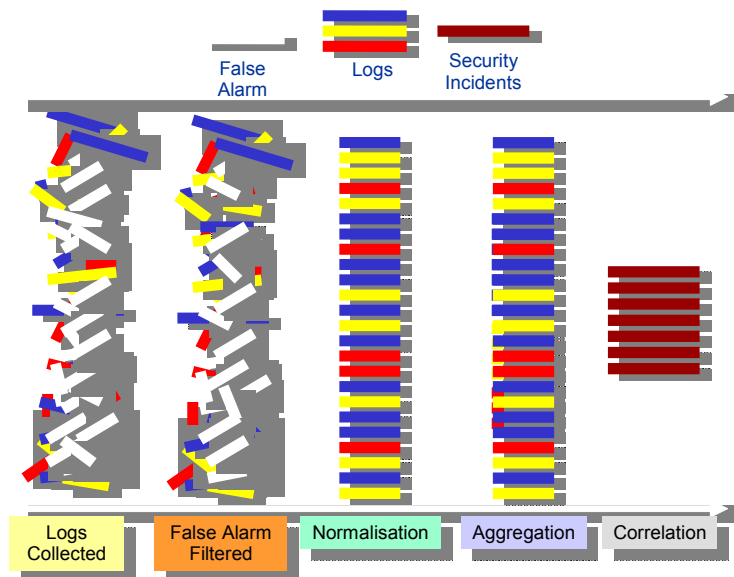 False
Alarm
Logs
Security
Incidents
Logs
Collected
False Alarm
Filtered
Normalisation
Aggregation
Correlation